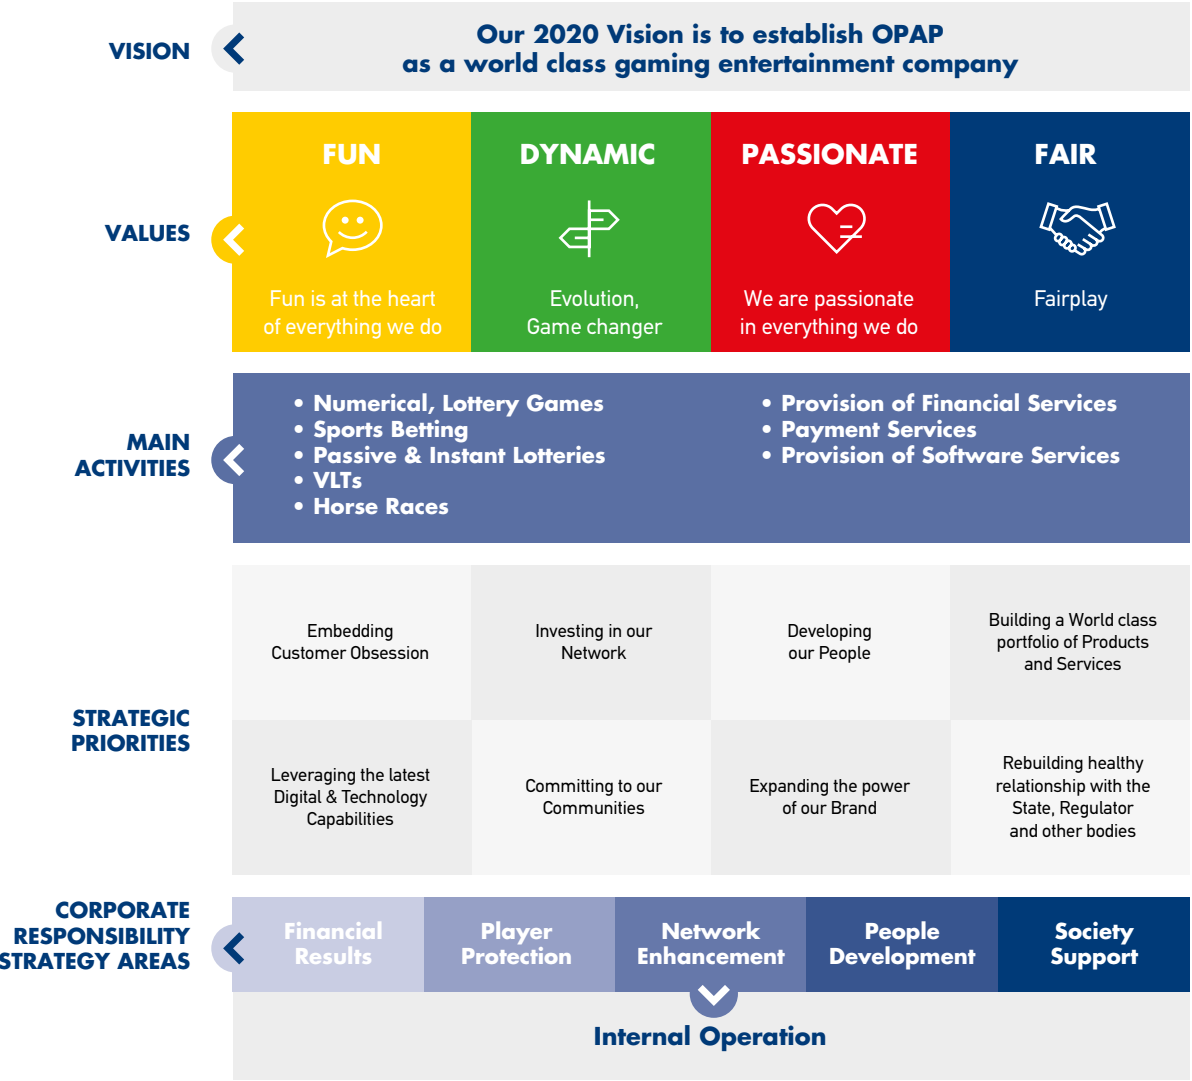 VISION
Our 2020 Vision is to establish OPAP
as a world class gaming entertainment company
VALUES
FUN
Fun is at the heart
of everything we do
DYNAMIC
Evolution,
Game changer
PASSIONATE
We are passionate
in everything we do
FAIR
Fairplay
MAIN
ACTIVITIES
• Numerical, Lottery Games
• Sports Betting
• Passive & Instant Lotteries
• VLTs
• Horse Races
• Provision of Financial Services
• Payment Services
• Provision of Software Services
STRATEGIC
PRIORITIES
Embedding
Customer Obsession
Investing in our
Network
Developing
our People
Building a World class
portfolio of Products
and Services
Leveraging the latest
Digital & Technology
Capabilities
Committing to our
Communities
Expanding the power
of our Brand
Rebuilding healthy
relationship with the
State, Regulator
and other bodies
CORPORATE
RESPONSIBILITY
STRATEGY AREAS
Financial
Results
Player
Protection
Network
Enhancement
People
Development
Society
Support
Internal Operation